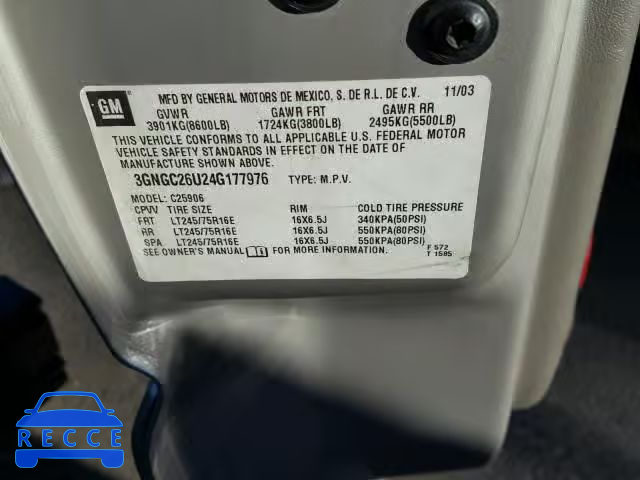 GM
MFD BY GENERAL MOTORS DE MEXICO, S. DE R.L. DE C.V. 11/03
GVWR GAWR FRT GAWR RR
3901KG(8600LB) 1724KG(3800LB) 2495KG(5500LB)
THIS VEHICLE CONFORMS TO ALL APPLICABLE U.S. FEDERAL MOTOR
VEHICLE SAFETY STANDARDS IN EFFECT ON THE DATE OF
MANUFACTURE SHOWN ABOVE.
3GNGC26U24G177976 TYPE: M.P.V.
MODEL: C25906
CPVV TIRE SIZE RIM COLD TIRE PRESSURE
FRT LT245/75R16E 16X6.5J 340KPA(50PSI)
RR LT245/75R16E 16X6.5J 550KPA(80PSI)
SPA LT245/75R16E 16X6.5J 550KPA(80PSI)
SEE OWNER'S MANUAL FOR MORE INFORMATION. F 572
T 1585
RECCE